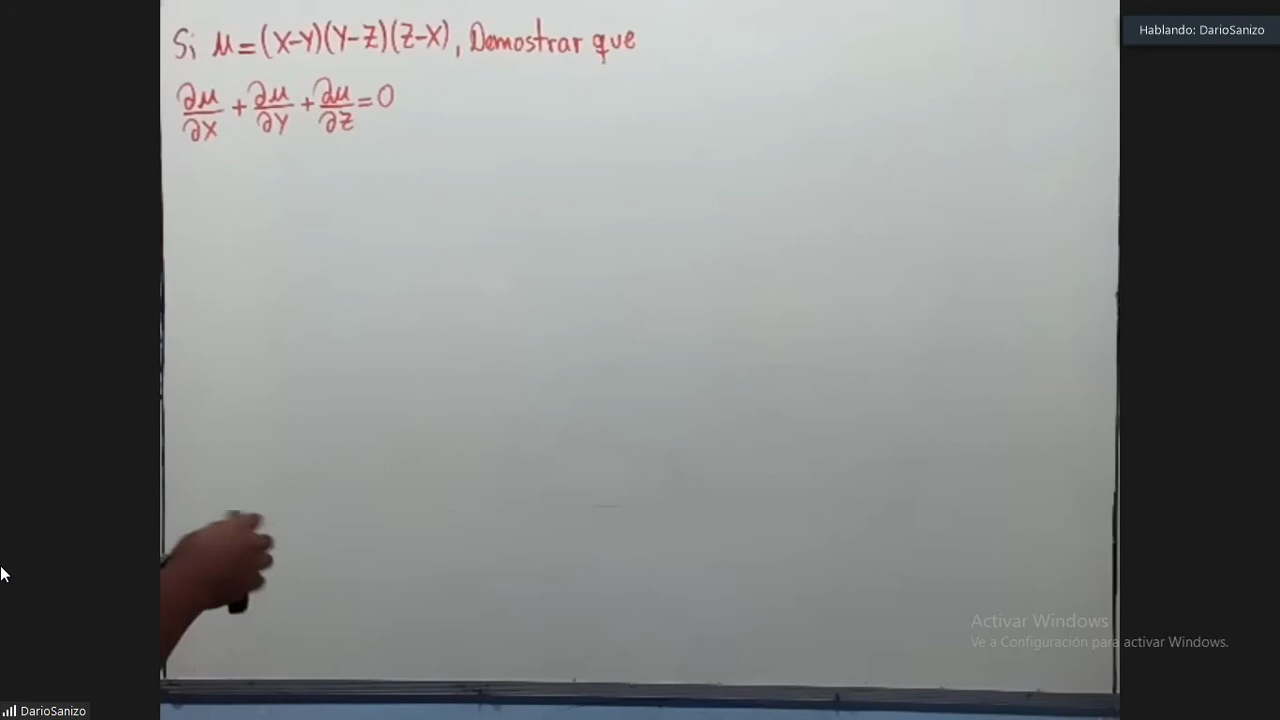 Hablando: DarioSanizo
Si μ=(X-Y)(Y-Z)(Z-X), Demostrar que
∂μ/∂X + ∂μ/∂Y + ∂μ/∂Z = 0
Activar Windows
Ve a Configuración para activar Windows.
DarioSanizo